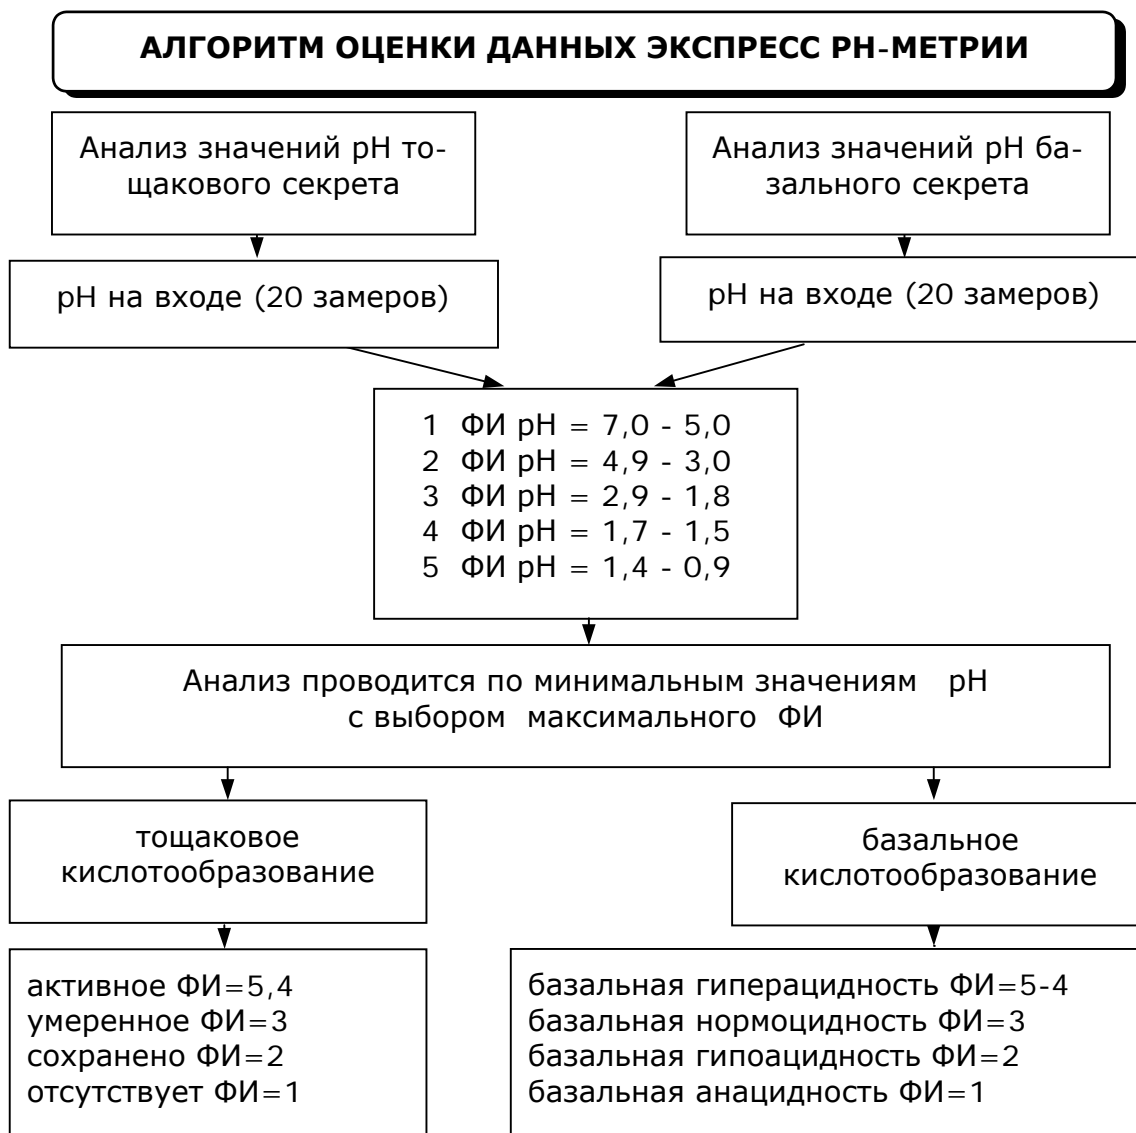 АЛГОРИТМ ОЦЕНКИ ДАННЫХ ЭКСПРЕСС РН-МЕТРИИ
Анализ значений рН то-
щакового секрета
Анализ значений рН ба-
зального секрета
рН на входе (20 замеров)
рН на входе (20 замеров)
1 ФИ рН = 7,0 - 5,0
2 ФИ рН = 4,9 - 3,0
3 ФИ рН = 2,9 - 1,8
4 ФИ рН = 1,7 - 1,5
5 ФИ рН = 1,4 - 0,9
Анализ проводится по минимальным значениям рН
с выбором максимального ФИ
тощаковое
кислотообразование
базальное
кислотообразование
активное ФИ=5,4
умеренное ФИ=3
сохранено ФИ=2
отсутствует ФИ=1
базальная гиперацидность ФИ=5-4
базальная нормоцидность ФИ=3
базальная гипоацидность ФИ=2
базальная анацидность ФИ=1